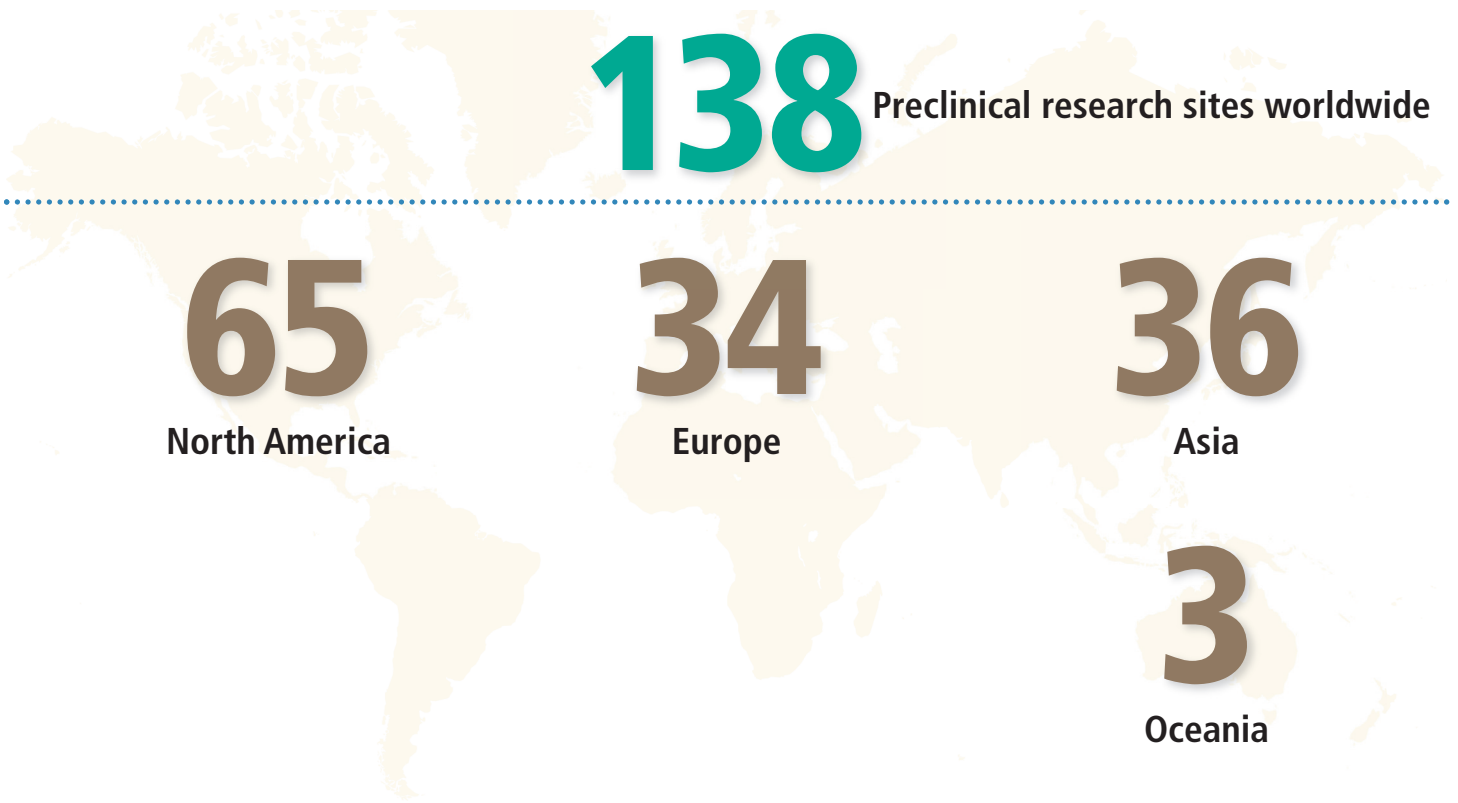 138 Preclinical research sites worldwide
65
North America
34
Europe
36
Asia
3
Oceania